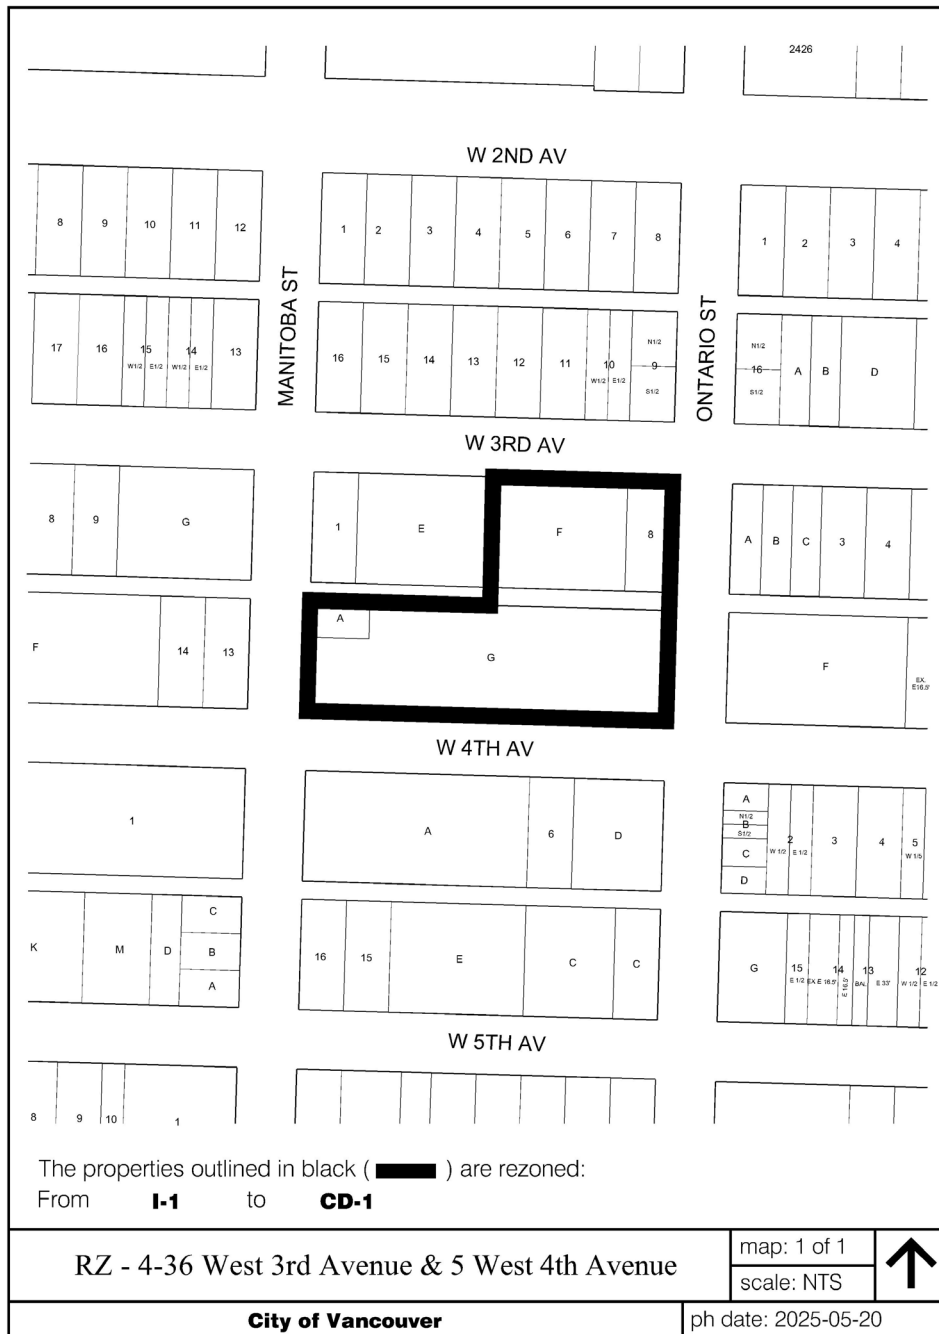 2426
W 2ND AV
8 9 10 11 12
1 2 3 4 5 6 7 8
1 2 3 4
MANITOBA ST
ONTARIO ST
17 16 15 14 13
W1/2 E1/2 W1/2 E1/2
16 15 14 13 12 11 10 9
W1/2 E1/2
N1/2
S1/2
N1/2
16
S1/2
A B D
W 3RD AV
8 9 G
1 E F 8
A B C 3 4
F 14 13
A
G
F
EX.
E16.5'
W 4TH AV
1
A 6 D
A
N1/2
B
S1/2
C
D
2 3 4 5
W 1/2 E 1/2 W 1/5
K M D
C
B
A
16 15 E C C
G 15 14 13 12
E 1/2 EX E 16.5' E 16.5' BAL E 33' W 1/2 E 1/2
W 5TH AV
8 9 10 1
The properties outlined in black ( ) are rezoned:
From I-1 to CD-1
RZ - 4-36 West 3rd Avenue & 5 West 4th Avenue
map: 1 of 1
scale: NTS
City of Vancouver
ph date: 2025-05-20